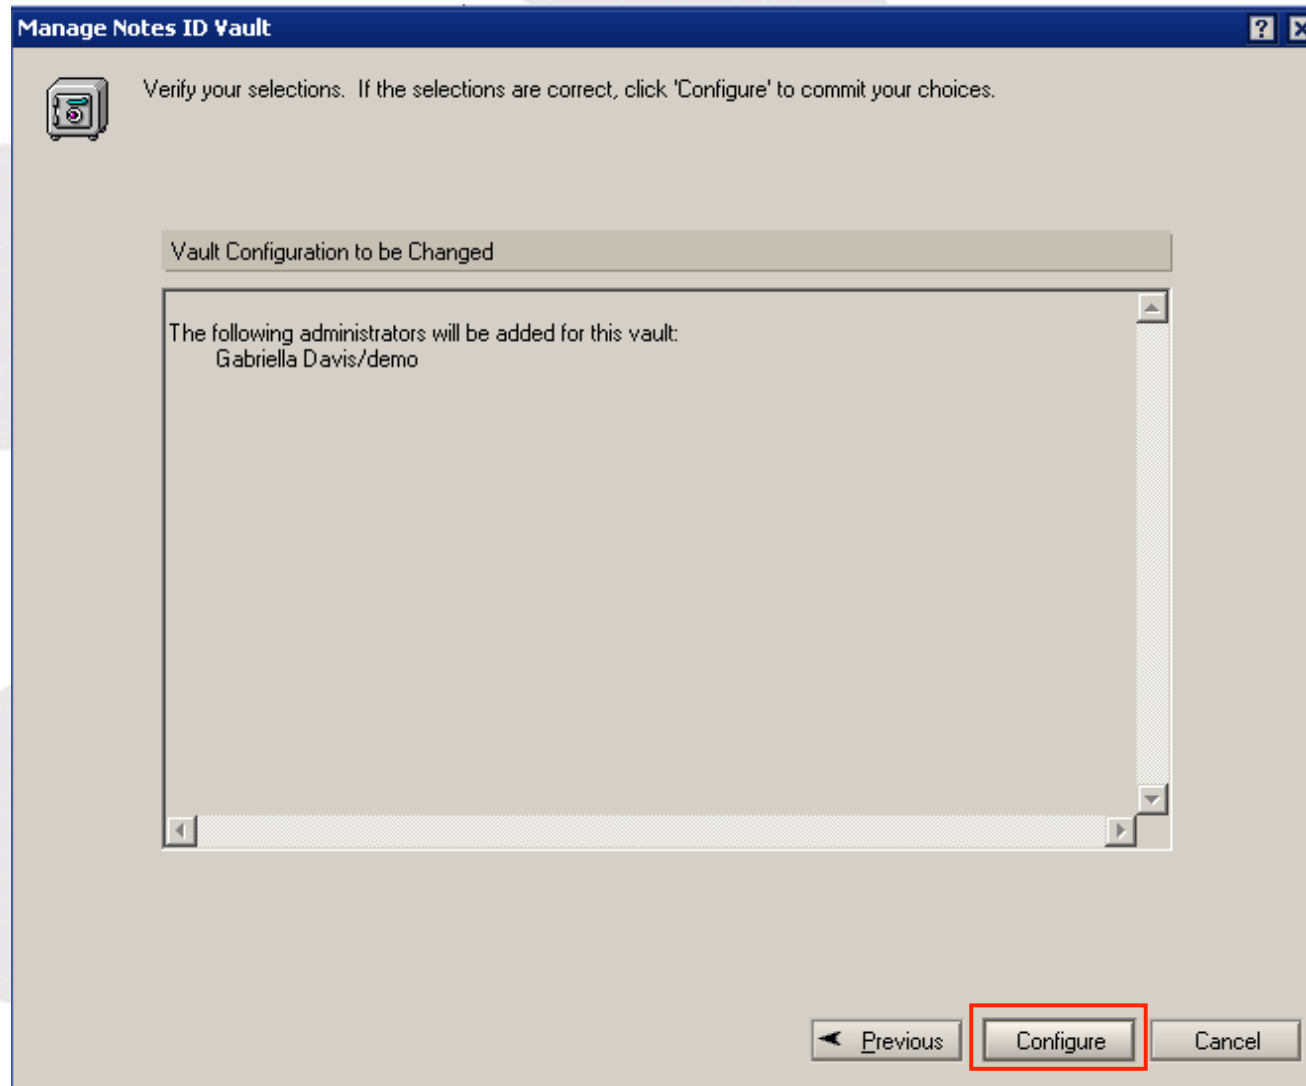 Manage Notes ID Vault
Verify your selections. If the selections are correct, click 'Configure' to commit your choices.
Vault Configuration to be Changed
The following administrators will be added for this vault:
Gabriella Davis/demo
Previous
Configure
Cancel